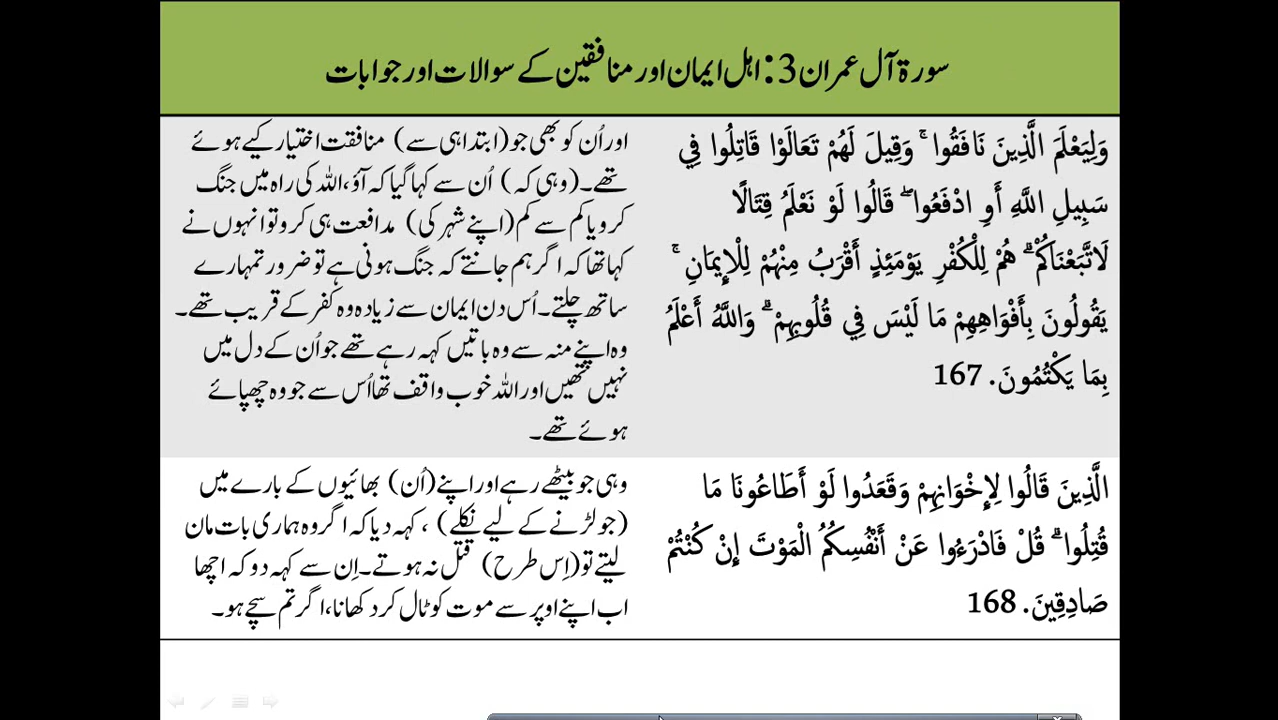 سورۃ آل عمران 3: اہل ایمان اور منافقین کے سوالات اور جوابات
وَلِيَعْلَمَ الَّذِينَ نَافَقُوا ۚ وَقِيلَ لَهُمْ تَعَالَوْا قَاتِلُوا فِي
سَبِيلِ اللَّهِ أَوِ ادْفَعُوا ۖ قَالُوا لَوْ نَعْلَمُ قِتَالًا
لَاتَّبَعْنَاكُمْ ۗ هُمْ لِلْكُفْرِ يَوْمَئِذٍ أَقْرَبُ مِنْهُمْ لِلْإِيمَانِ ۚ
يَقُولُونَ بِأَفْوَاهِهِمْ مَا لَيْسَ فِي قُلُوبِهِمْ ۗ وَاللَّهُ أَعْلَمُ
بِمَا يَكْتُمُونَ. 167
اور اُن کو بھی جو (ابتدا ہی سے) منافقت اختیار کیے ہوئے
تھے۔ (وہی کہ) اُن سے کہا گیا کہ آؤ، اللہ کی راہ میں جنگ
کرو یا کم سے کم (اپنے شہر کی) مدافعت ہی کرو تو انہوں نے
کہا تھا کہ اگر ہم جانتے کہ جنگ ہونی ہے تو ضرور تمہارے
ساتھ چلتے۔ اُس دن ایمان سے زیادہ وہ کفر کے قریب تھے۔
وہ اپنے منہ سے وہ باتیں کہہ رہے تھے جو اُن کے دل میں
نہیں تھیں اور اللہ خوب واقف تھا اُس سے جو وہ چھپائے
ہوئے تھے۔
الَّذِينَ قَالُوا لِإِخْوَانِهِمْ وَقَعَدُوا لَوْ أَطَاعُونَا مَا
قُتِلُوا ۗ قُلْ فَادْرَءُوا عَنْ أَنْفُسِكُمُ الْمَوْتَ إِنْ كُنْتُمْ
صَادِقِينَ. 168
وہی جو بیٹھے رہے اور اپنے (اُن) بھائیوں کے بارے میں
(جو لڑنے کے لیے نکلے)، کہہ دیا کہ اگر وہ ہماری بات مان
لیتے تو (اِس طرح) قتل نہ ہوتے۔ اِن سے کہہ دو کہ اچھا
اب اپنے اوپر سے موت کو ٹال کر دکھانا، اگر تم سچے ہو۔